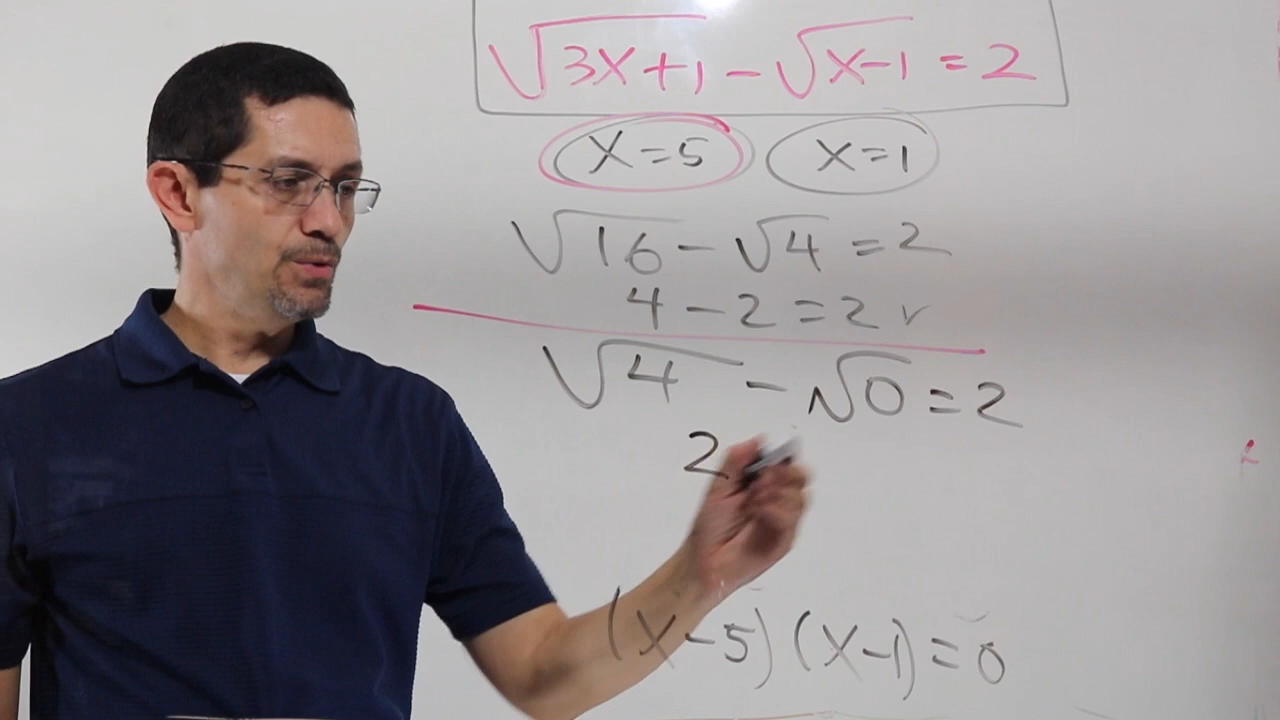 √3x+1 - √x-1 = 2
x=5 x=1
√16 - √4 = 2
4 - 2 = 2 ✓
√4 - √0 = 2
2
(x-5)(x-1)=0